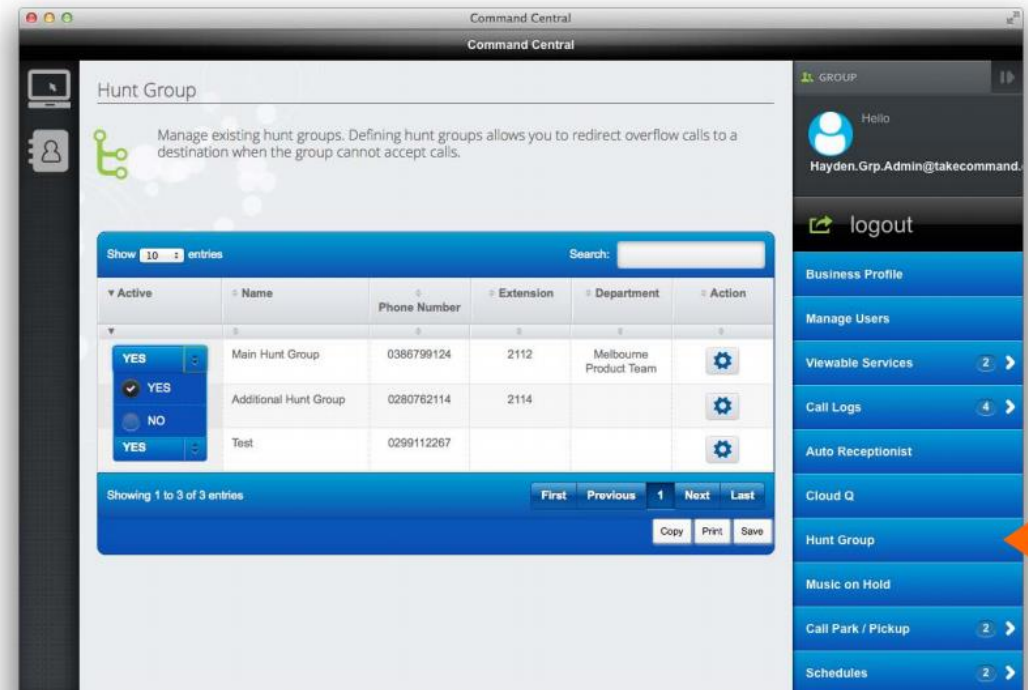 Command Central
Command Central
Hunt Group
Manage existing hunt groups. Defining hunt groups allows you to redirect overflow calls to a
destination when the group cannot accept calls.
Show 10 entries
Search:
Active
Name
Phone Number
Extension
Department
Action
YES
Main Hunt Group
0386799124
2112
Melbourne
Product Team
YES
NO
Additional Hunt Group
0280762114
2114
YES
Test
0299112267
Showing 1 to 3 of 3 entries
First Previous 1 Next Last
Copy Print Save
GROUP
Hello
Hayden.Grp.Admin@takecommand.
logout
Business Profile
Manage Users
Viewable Services 2
Call Logs 4
Auto Receptionist
Cloud Q
Hunt Group
Music on Hold
Call Park / Pickup 2
Schedules 2